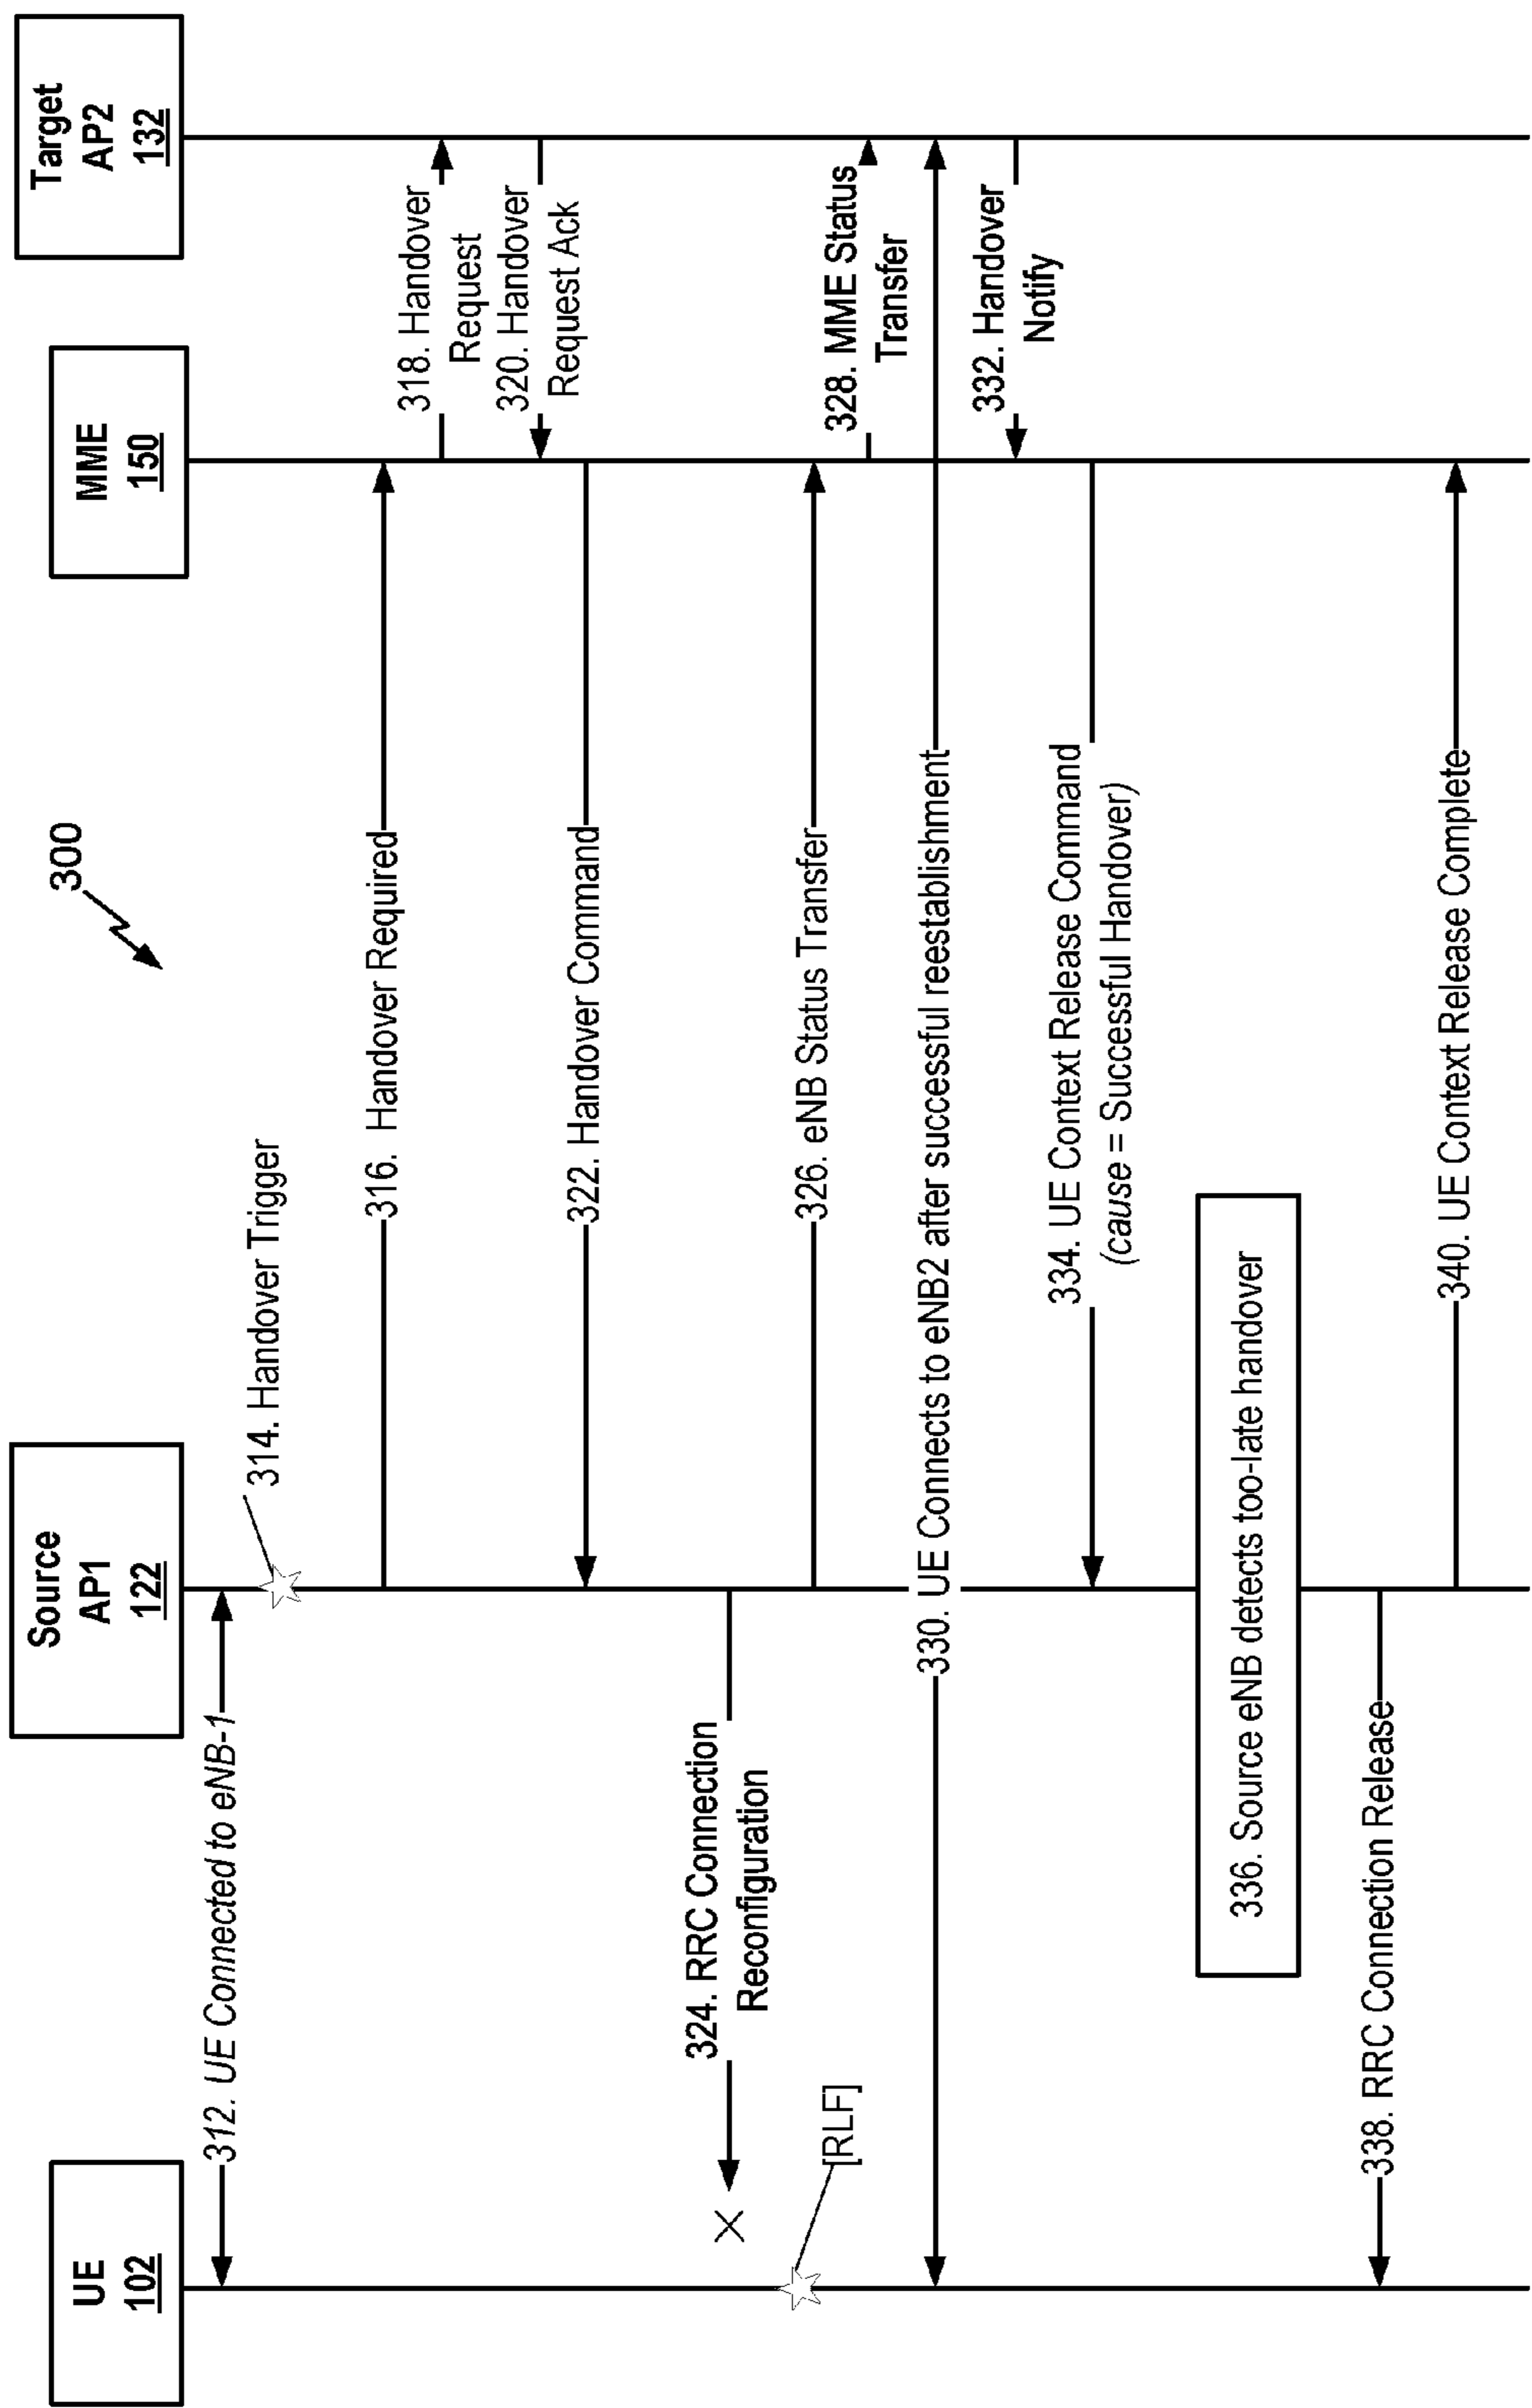 300
UE
102
Source
AP1
122
MME
150
Target
AP2
132
312. UE Connected to eNB-1
314. Handover Trigger
316. Handover Required
318. Handover
Request
320. Handover
Request Ack
322. Handover Command
324. RRC Connection
Reconfiguration
[RLF]
326. eNB Status Transfer
328. MME Status
Transfer
330. UE Connects to eNB2 after successful reestablishment
332. Handover
Notify
334. UE Context Release Command
(cause = Successful Handover)
336. Source eNB detects too-late handover
338. RRC Connection Release
340. UE Context Release Complete